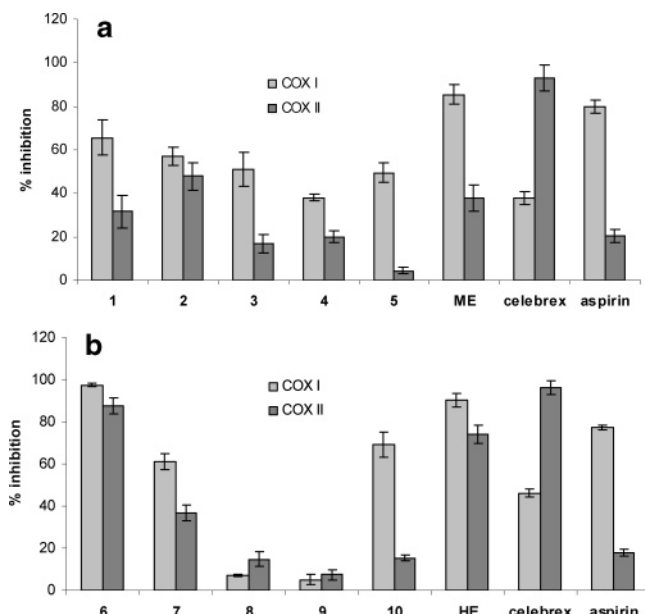 a
120
100
80
60
40
20
0
% inhibition
COX I
COX II
1 2 3 4 5 ME celebrex aspirin
b
120
100
80
60
40
20
0
% inhibition
COX I
COX II
6 7 8 9 10 HE celebrex aspirin